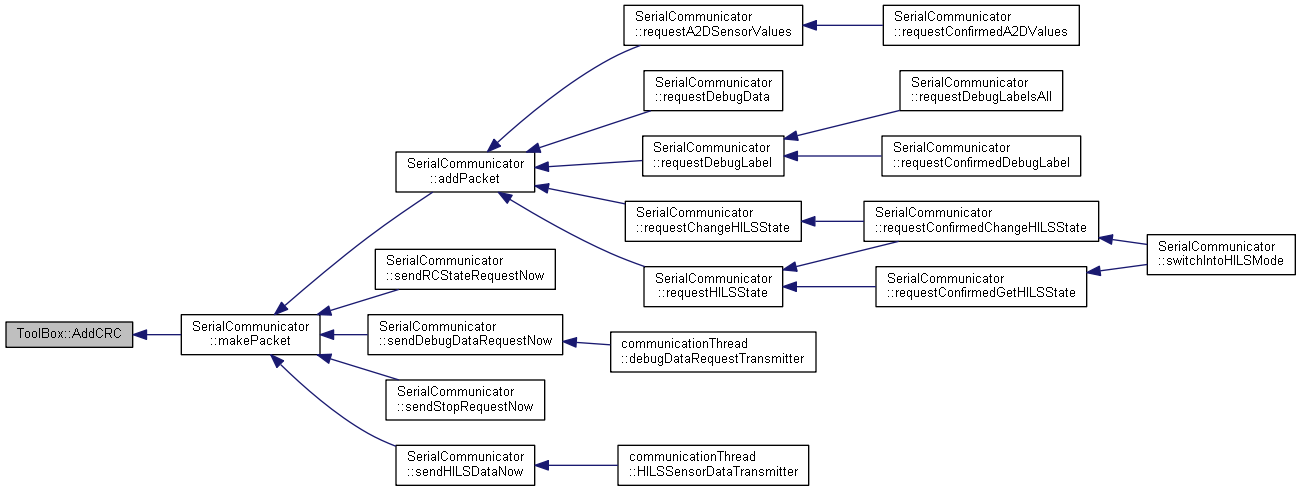 SerialCommunicator
::requestA2DSensorValues
SerialCommunicator
::requestConfirmedA2DValues
SerialCommunicator
::requestDebugData
SerialCommunicator
::requestDebugLabelsAll
SerialCommunicator
::addPacket
SerialCommunicator
::requestDebugLabel
SerialCommunicator
::requestConfirmedDebugLabel
SerialCommunicator
::requestChangeHILSState
SerialCommunicator
::requestConfirmedChangeHILSState
SerialCommunicator
::switchIntoHILSMode
SerialCommunicator
::sendRCStateRequestNow
SerialCommunicator
::requestHILSState
SerialCommunicator
::requestConfirmedGetHILSState
ToolBox::AddCRC
SerialCommunicator
::makePacket
SerialCommunicator
::sendDebugDataRequestNow
communicationThread
::debugDataRequestTransmitter
SerialCommunicator
::sendStopRequestNow
SerialCommunicator
::sendHILSDataNow
communicationThread
::HILSSensorDataTransmitter